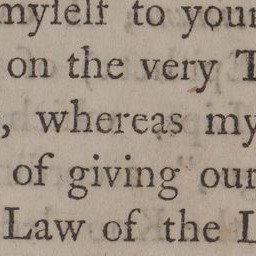 myſelf to your
on the very T
, whereas my
of giving our
Law of the L